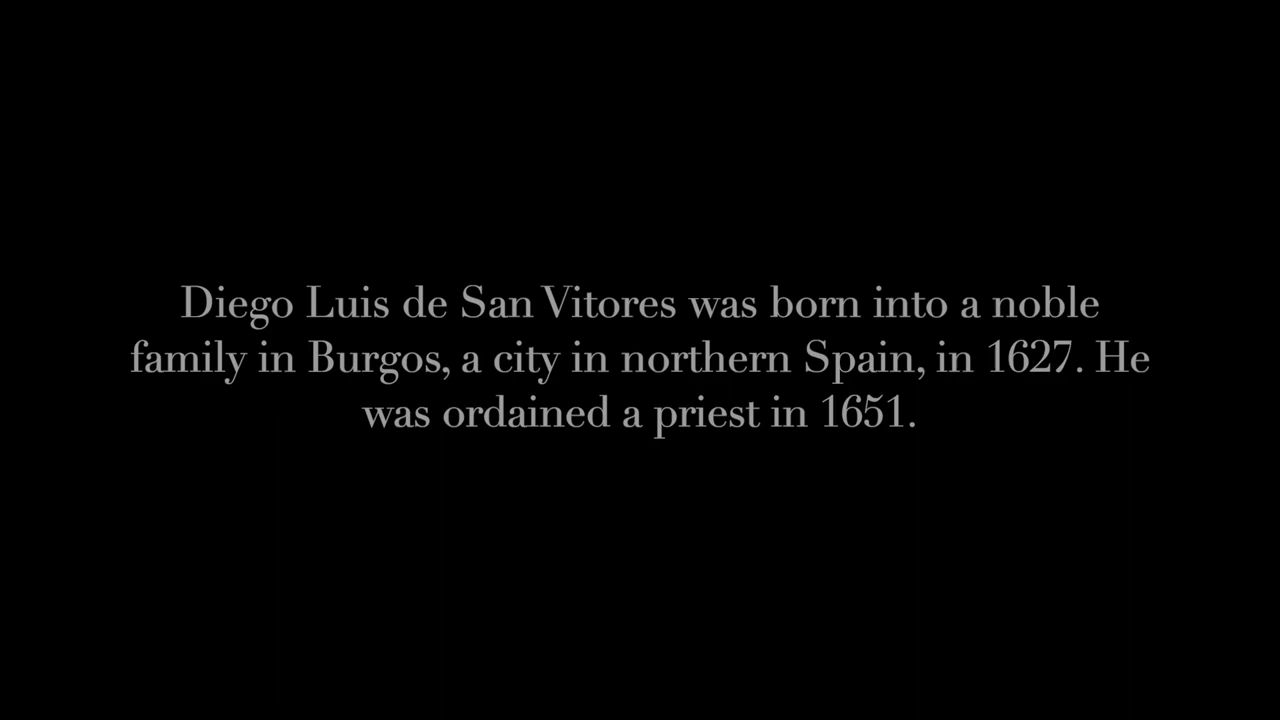 Diego Luis de San Vitores was born into a noble
family in Burgos, a city in northern Spain, in 1627. He
was ordained a priest in 1651.